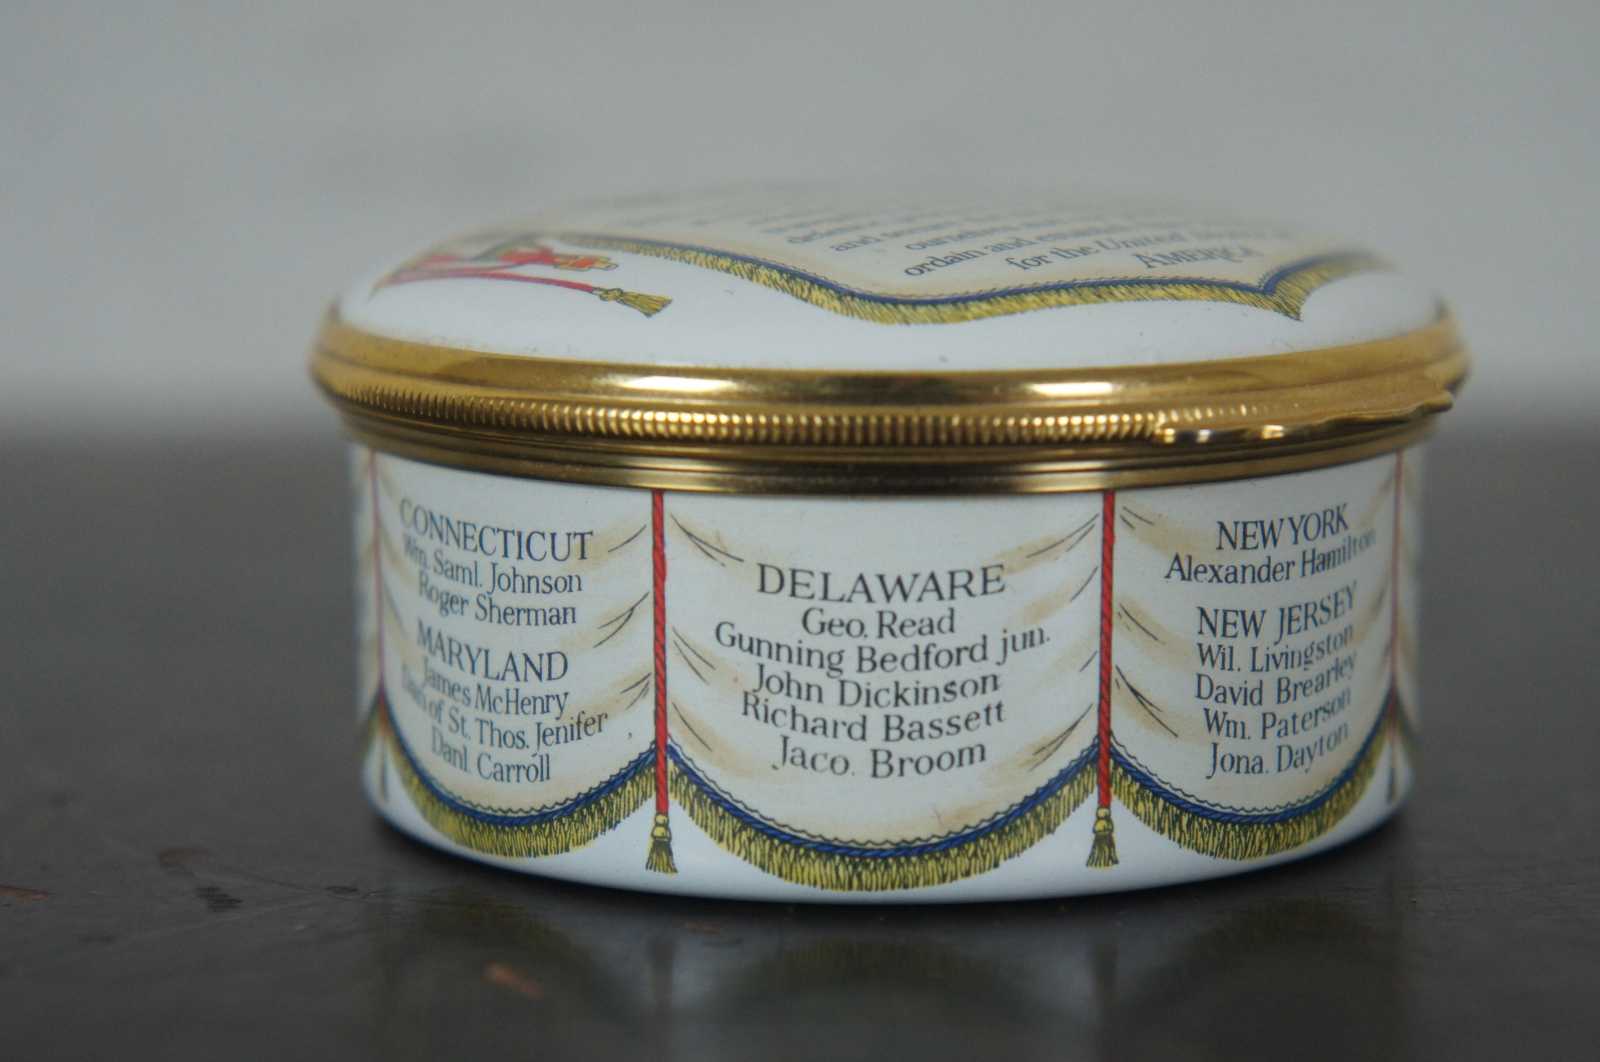 and
ourselves
ordain and
for the United
AMERICA
CONNECTICUT
Wm. Saml. Johnson
Roger Sherman
MARYLAND
James McHenry
Dan of St. Thos. Jenifer
Danl. Carroll
DELAWARE
Geo. Read
Gunning Bedford jun.
John Dickinson
Richard Bassett
Jaco. Broom
NEW YORK
Alexander Hamilton
NEW JERSEY
Wil. Livingston
David Brearley
Wm. Paterson
Jona. Dayton